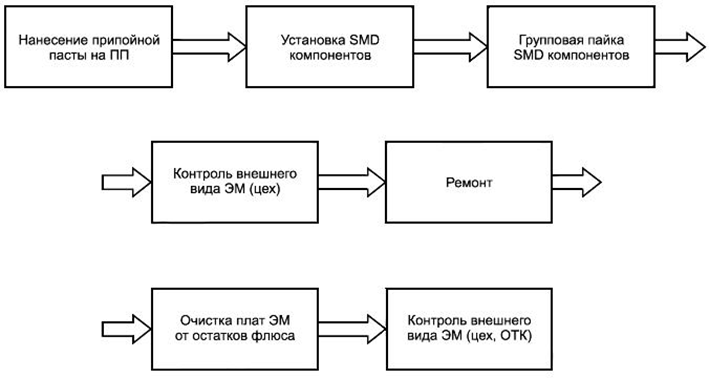 Нанесение припойной
пасты на ПП
Установка SMD
компонентов
Групповая пайка
SMD компонентов
Контроль внешнего
вида ЭМ (цех)
Ремонт
Очистка плат ЭМ
от остатков флюса
Контроль внешнего
вида ЭМ (цех, ОТК)